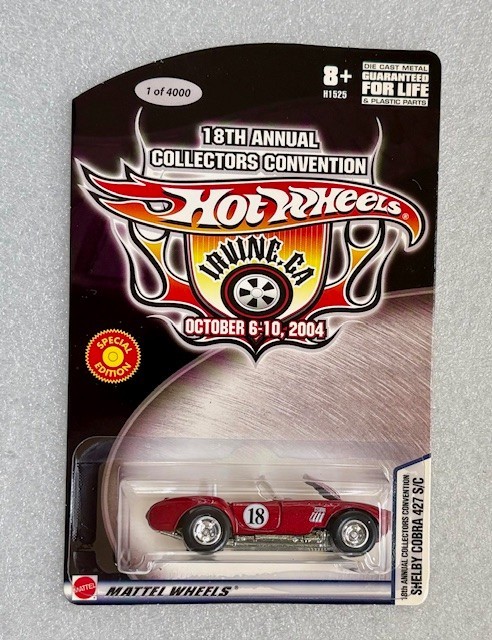 1 of 4000
8+
H1525
DIE CAST METAL
GUARANTEED
FOR LIFE
& PLASTIC PARTS
18TH ANNUAL
COLLECTORS CONVENTION
HOT WHEELS®
IRVINE, CA
OCTOBER 6-10, 2004
SPECIAL
EDITION
18
18th ANNUAL COLLECTORS CONVENTION
SHELBY COBRA 427 S/C
MATTEL
MATTEL WHEELS®